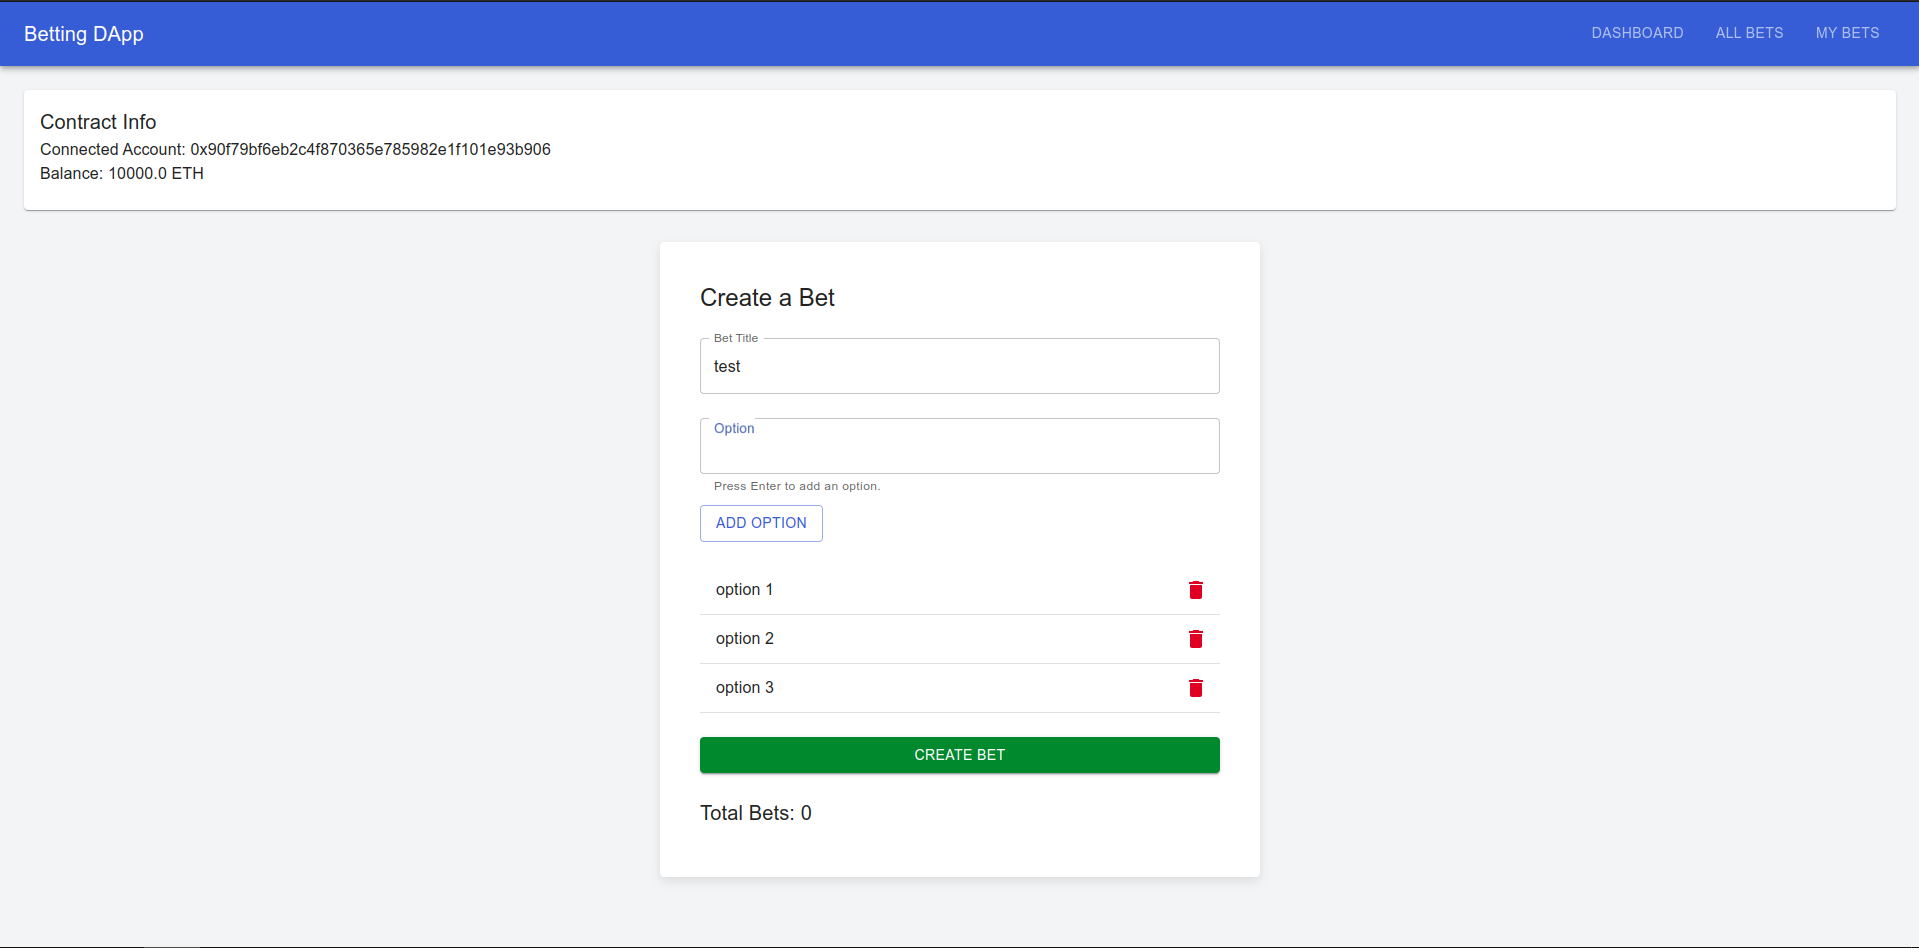 Betting DApp
DASHBOARD ALL BETS MY BETS
Contract Info
Connected Account: 0x90f79bf6eb2c4f870365e785982e1f101e93b906
Balance: 10000.0 ETH
Create a Bet
Bet Title
test
Option
Press Enter to add an option.
ADD OPTION
option 1
option 2
option 3
CREATE BET
Total Bets: 0